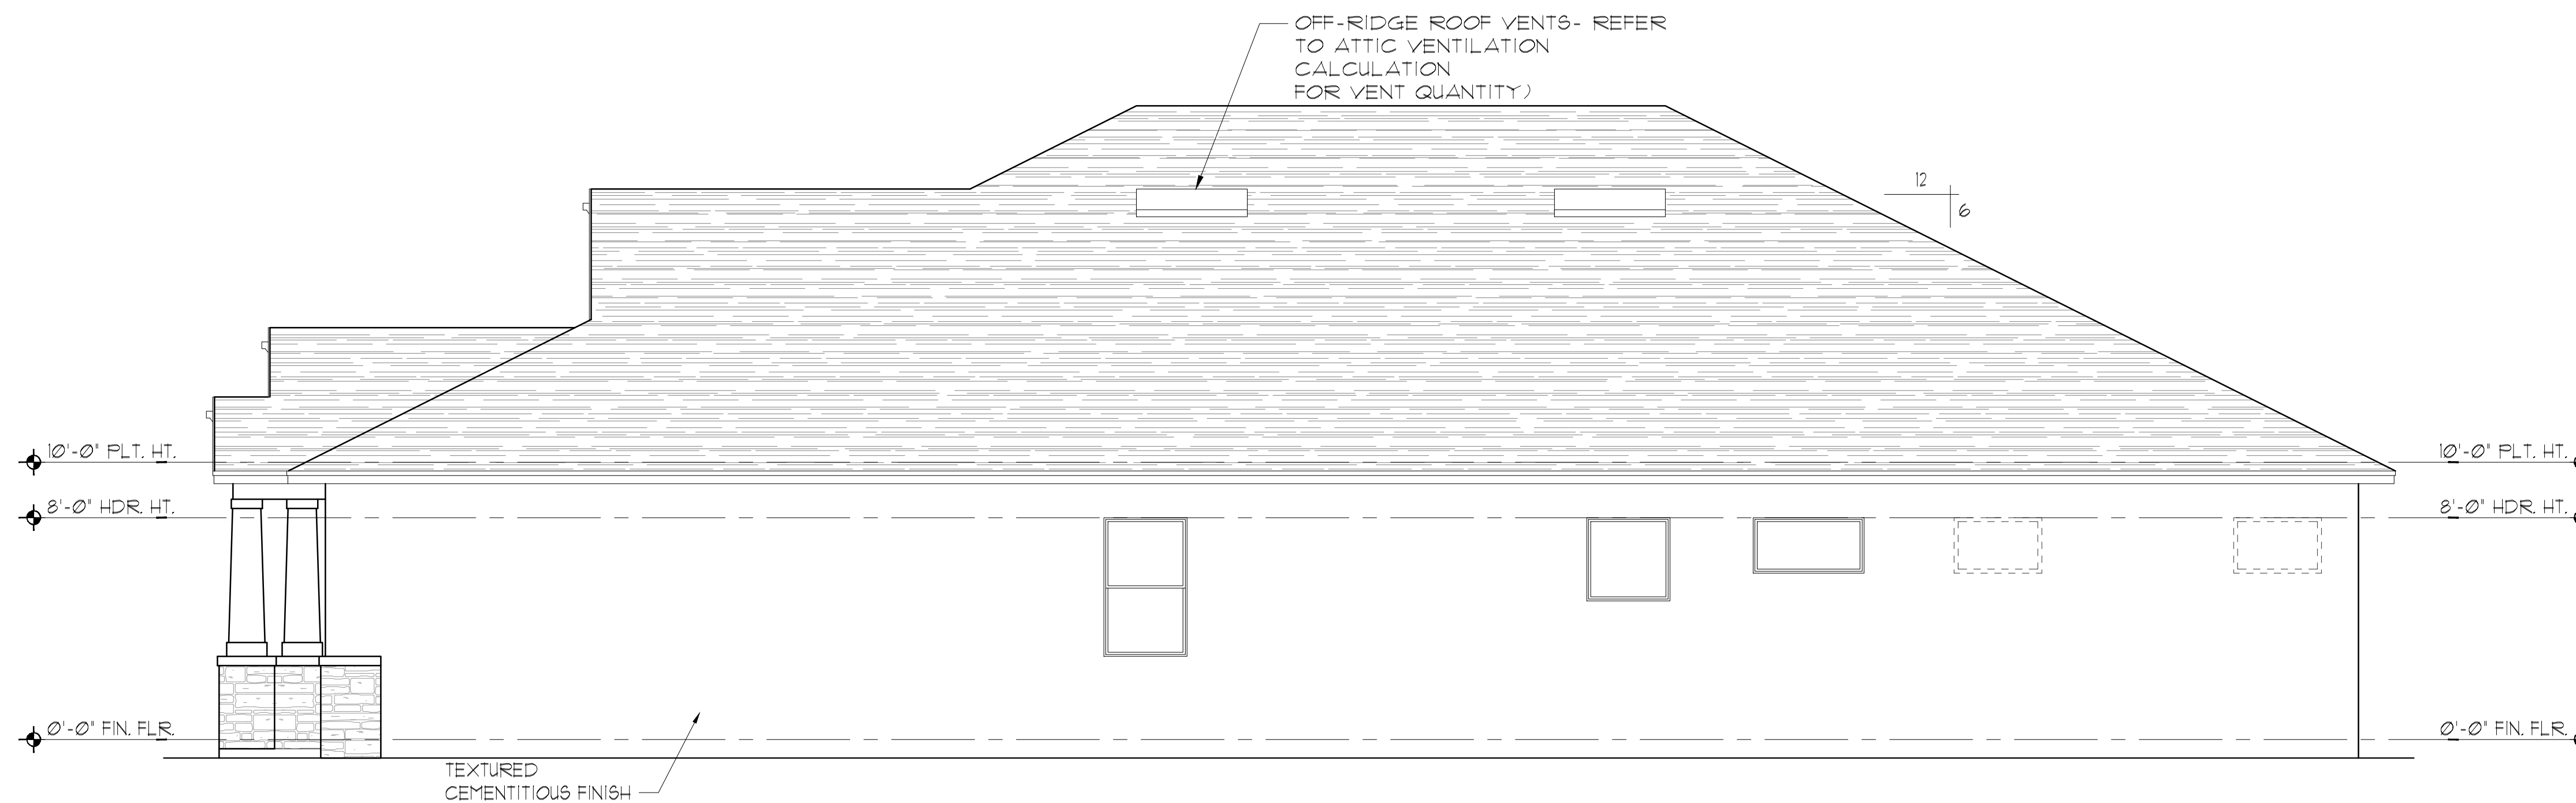 OFF-RIDGE ROOF VENTS- REFER
TO ATTIC VENTILATION
CALCULATION
FOR VENT QUANTITY)
12
6
10'-0" PLT. HT.
10'-0" PLT. HT.
8'-0" HDR. HT.
8'-0" HDR. HT.
0'-0" FIN. FLR.
0'-0" FIN. FLR.
TEXTURED
CEMENTITIOUS FINISH